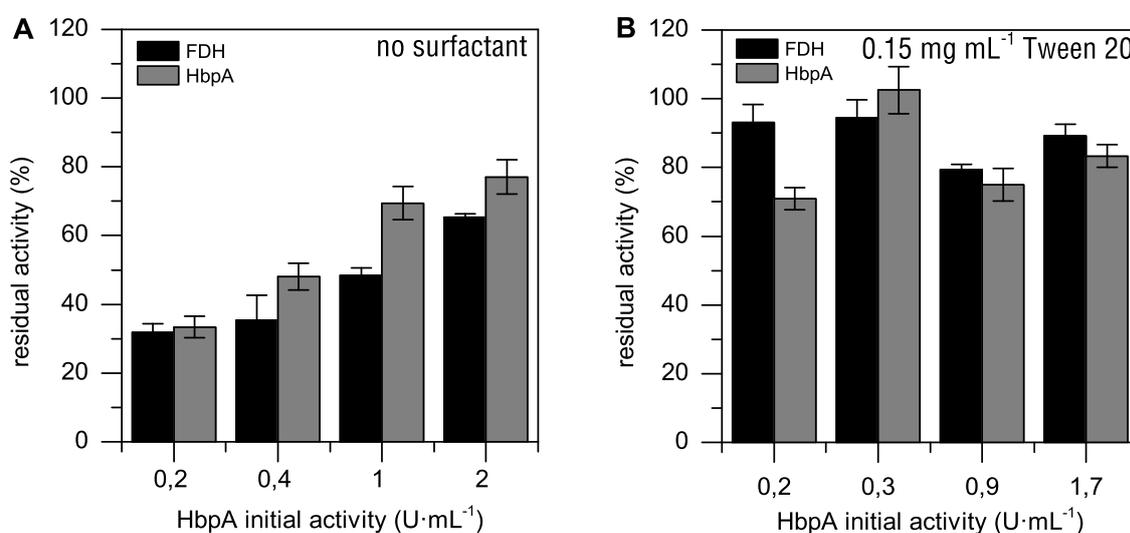 A
no surfactant
FDH
HbpA
120
100
80
60
40
20
0
residual activity (%)
0,2 0,4 1 2
HbpA initial activity (U·mL⁻¹)
B
0.15 mg mL⁻¹ Tween 20
FDH
HbpA
120
100
80
60
40
20
0
residual activity (%)
0,2 0,3 0,9 1,7
HbpA initial activity (U·mL⁻¹)